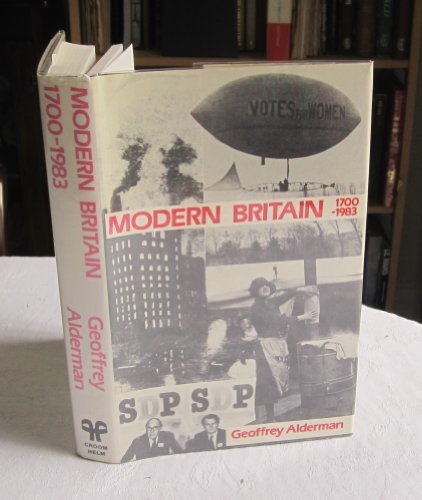 MODERN BRITAIN
1700-1983
Geoffrey
Alderman
CROOM
HELM
VOTES FOR WOMEN
MODERN BRITAIN 1700
-1983
SDP SDP
Geoffrey Alderman